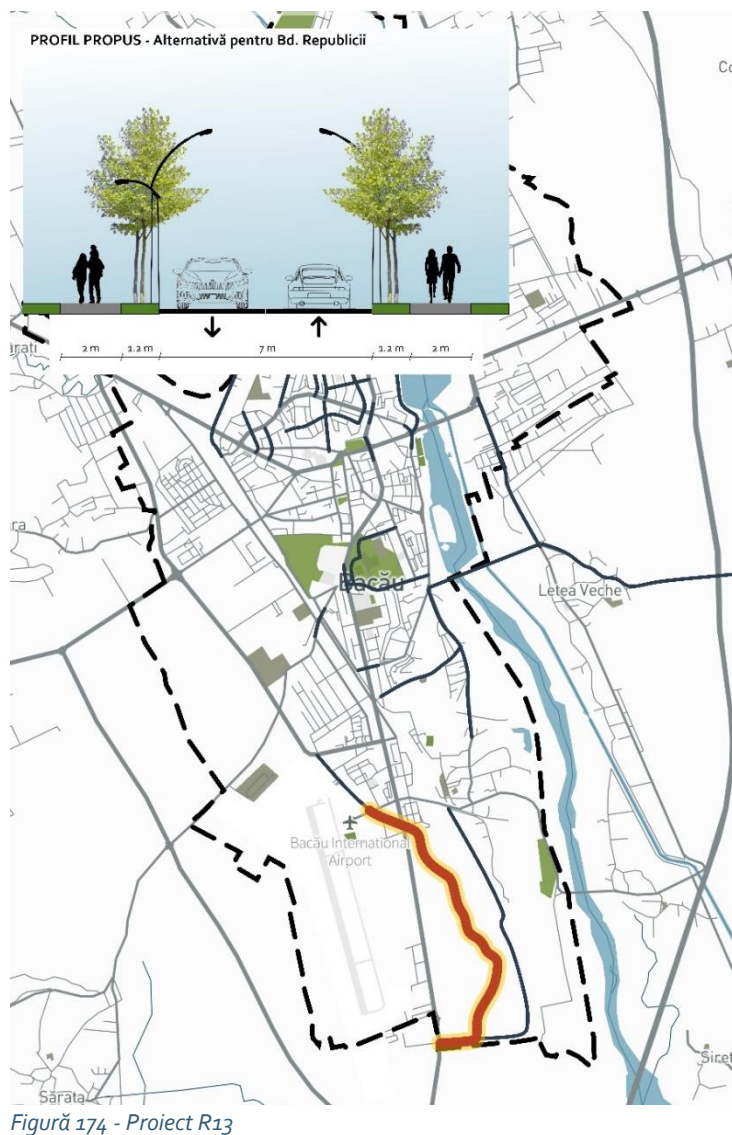 PROFIL PROPUS - Alternativă pentru Bd. Republicii
2 m 1.2 m 7 m 1.2 m 2 m
Bacău
Letea Veche
Bacău International
Airport
Siret
Sărata
Figură 174 - Proiect R13